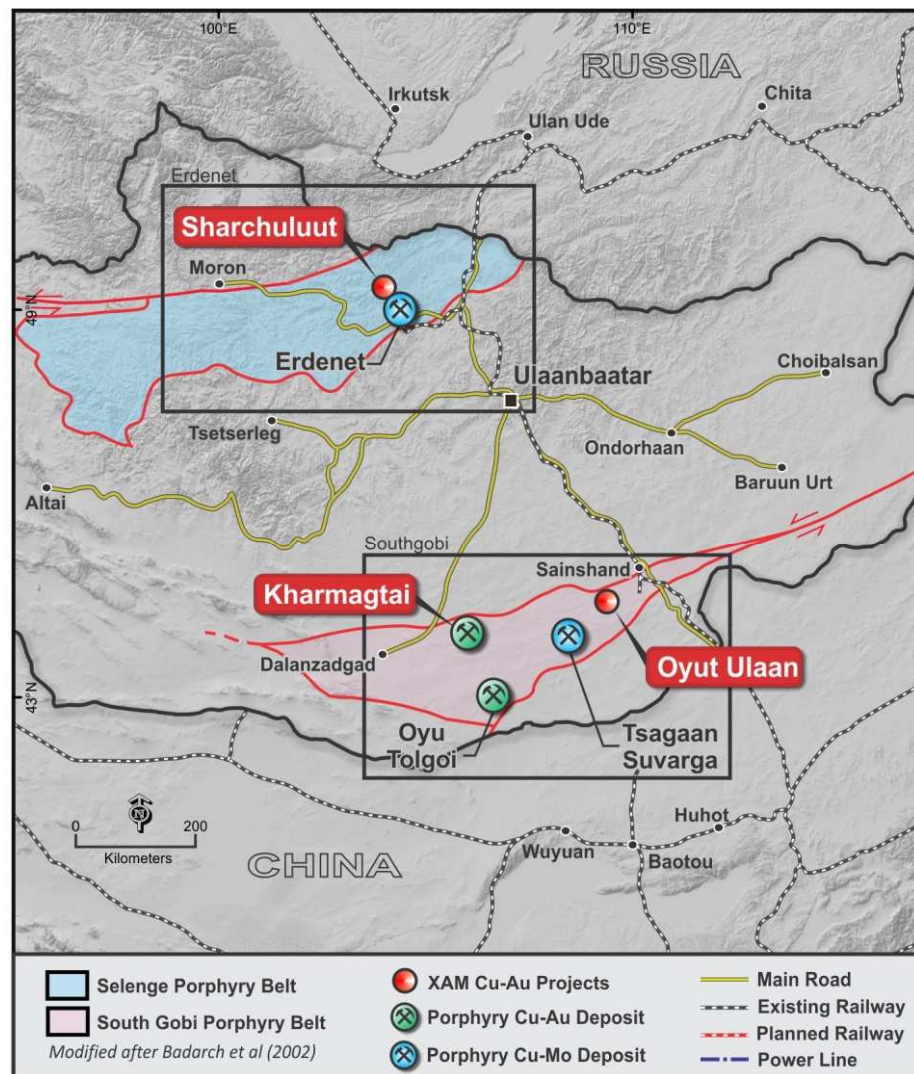 100°E
110°E
RUSSIA
Irkutsk
Chita
Ulan Ude
Erdenet
Sharchuluut
Moron
49°N
Erdenet
Ulaanbaatar
Choibalsan
Tsetserleg
Ondorhaan
Baruun Urt
Altai
Southgobi
Sainshand
Kharmagtai
Dalanzadgad
Oyut Ulaan
43°N
Oyu
Tolgoi
Tsagaan
Suvarga
N
0 200
Kilometers
Huhot
Wuyuan
Baotou
CHINA
Selenge Porphyry Belt
South Gobi Porphyry Belt
Modified after Badarch et al (2002)
XAM Cu-Au Projects
Porphyry Cu-Au Deposit
Porphyry Cu-Mo Deposit
Main Road
Existing Railway
Planned Railway
Power Line